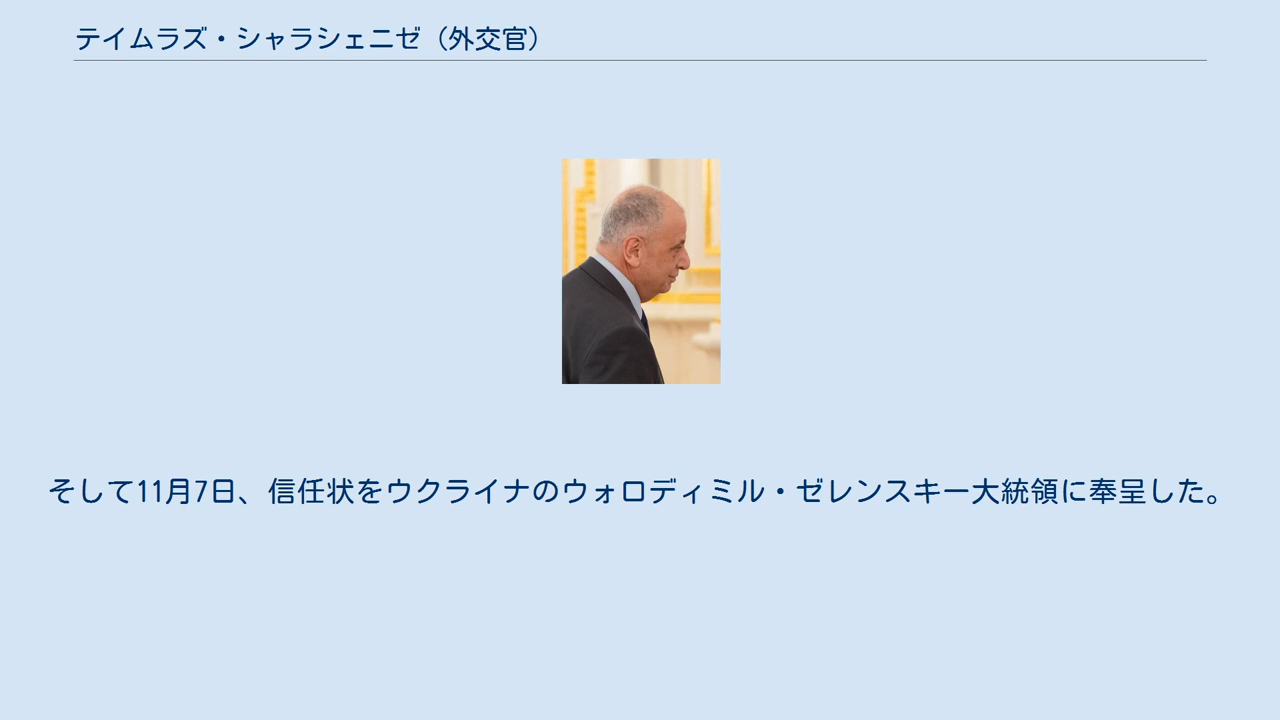 テイムラズ・シャラシェニゼ（外交官）
そして11月7日、信任状をウクライナのウォロディミル・ゼレンスキー大統領に奉呈した。